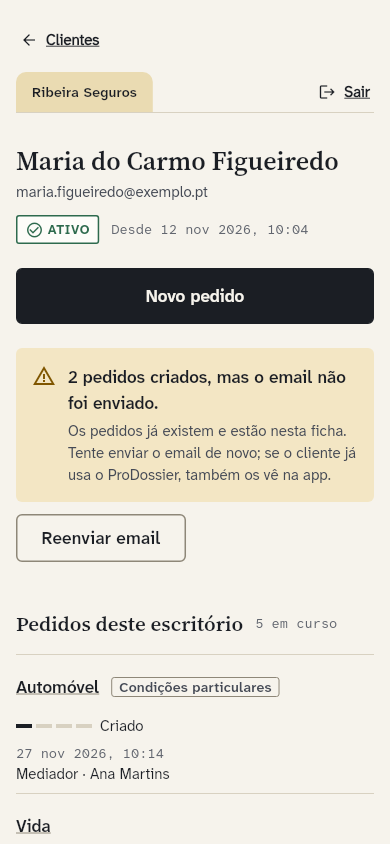 Clientes
Ribeira Seguros
Sair
Maria do Carmo Figueiredo
maria.figueiredo@exemplo.pt
ATIVO
Desde 12 nov 2026, 10:04
Novo pedido
2 pedidos criados, mas o email não
foi enviado.
Os pedidos já existem e estão nesta ficha.
Tente enviar o email de novo; se o cliente já
usa o ProDossier, também os vê na app.
Reenviar email
Pedidos deste escritório
5 em curso
Automóvel
Condições particulares
Criado
27 nov 2026, 10:14
Mediador · Ana Martins
Vida